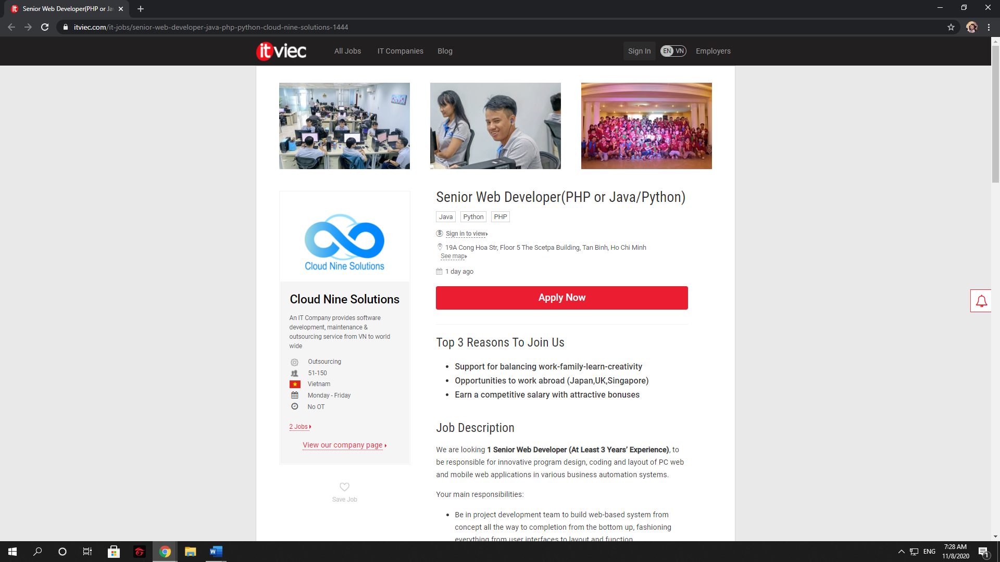 Senior Web Developer(PHP or Ja
itviec.com/it-jobs/senior-web-developer-java-php-python-cloud-nine-solutions-1444
itviec
All Jobs
IT Companies
Blog
Sign In
EN VN
Employers
Cloud Nine Solutions
Cloud Nine Solutions
An IT Company provides software
development, maintenance &
outsourcing service from VN to world
wide
Outsourcing
51-150
Vietnam
Monday - Friday
No OT
2 Jobs
View our company page
Save Job
Senior Web Developer(PHP or Java/Python)
Java Python PHP
Sign in to view
19A Cong Hoa Str, Floor 5 The Scetpa Building, Tan Binh, Ho Chi Minh
See map
1 day ago
Apply Now
Top 3 Reasons To Join Us
• Support for balancing work-family-learn-creativity
• Opportunities to work abroad (Japan,UK,Singapore)
• Earn a competitive salary with attractive bonuses
Job Description
We are looking 1 Senior Web Developer (At Least 3 Years’ Experience), to
be responsible for innovative program design, coding and layout of PC web
and mobile web applications in various business automation systems.
Your main responsibilities:
• Be in project development team to build web-based system from
concept all the way to completion from the bottom up, fashioning
everything from user interfaces to layout and function
ENG
7:28 AM
11/8/2020
1